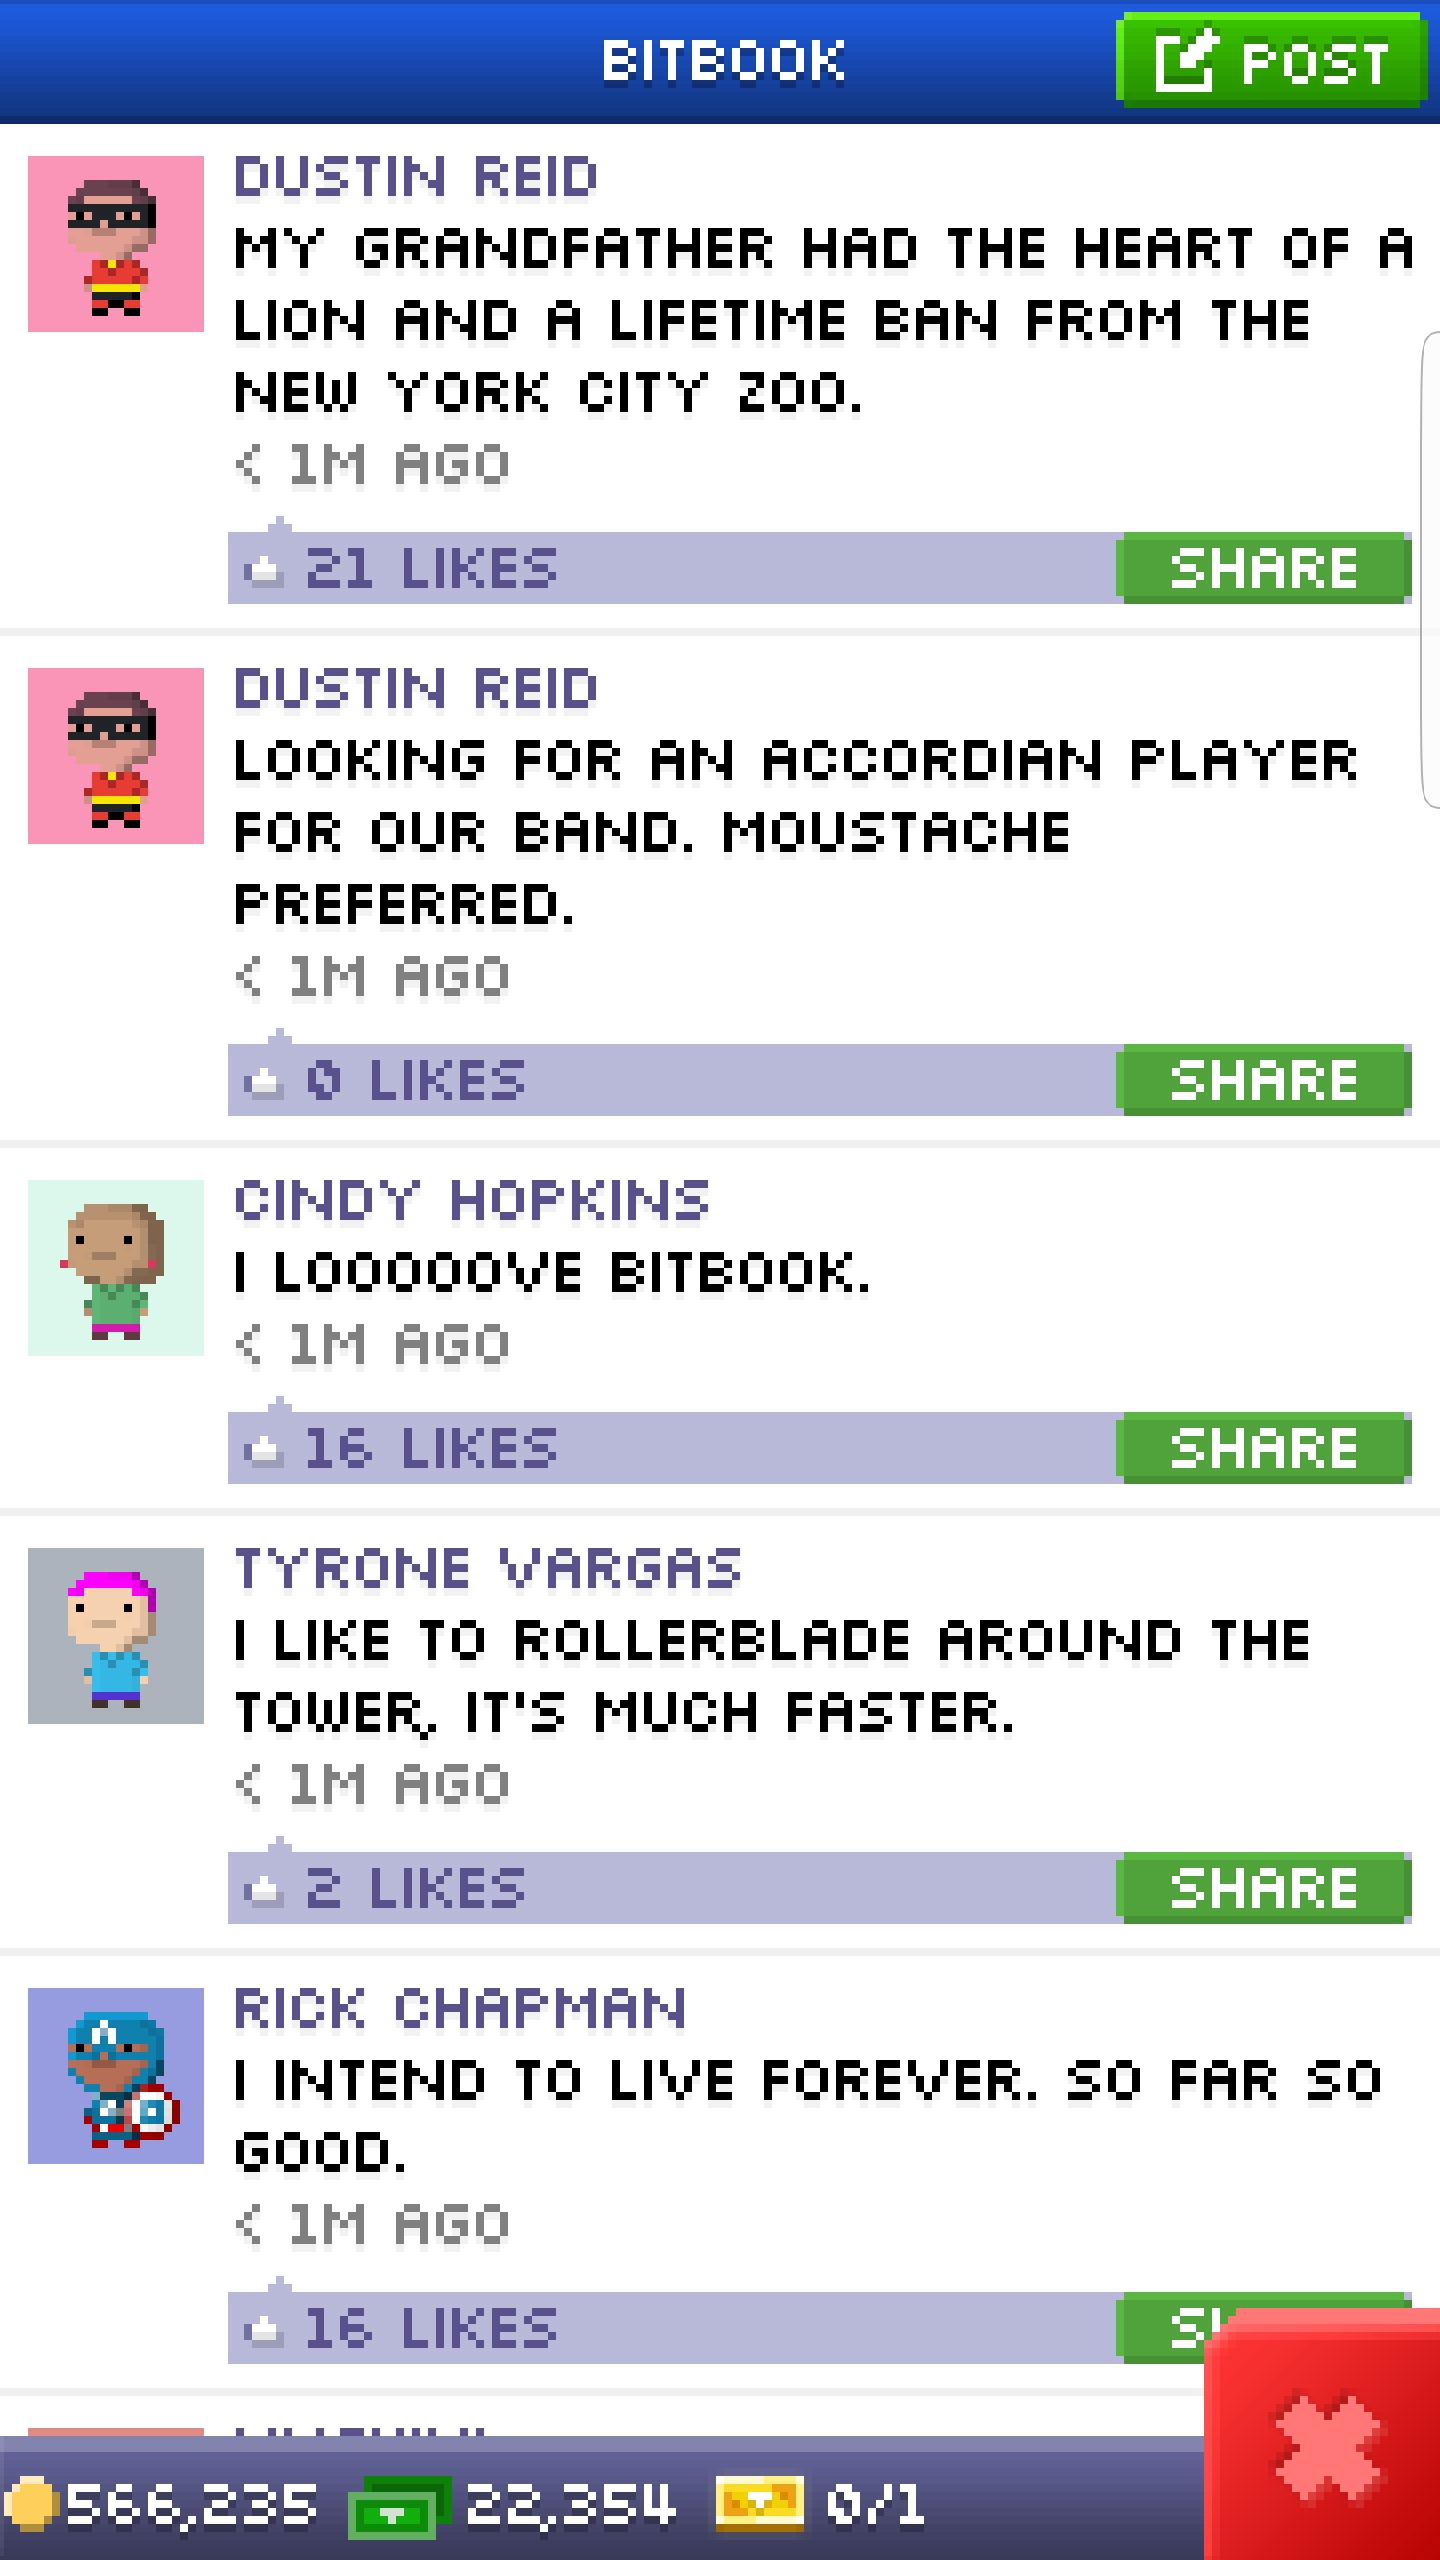 BITBOOK
POST
DUSTIN REID
MY GRANDFATHER HAD THE HEART OF A
LION AND A LIFETIME BAN FROM THE
NEW YORK CITY ZOO.
< 1M AGO
21 LIKES
SHARE
DUSTIN REID
LOOKING FOR AN ACCORDIAN PLAYER
FOR OUR BAND. MOUSTACHE
PREFERRED.
< 1M AGO
0 LIKES
SHARE
CINDY HOPKINS
I LOOOOOVE BITBOOK.
< 1M AGO
16 LIKES
SHARE
TYRONE VARGAS
I LIKE TO ROLLERBLADE AROUND THE
TOWER, IT'S MUCH FASTER.
< 1M AGO
2 LIKES
SHARE
RICK CHAPMAN
I INTEND TO LIVE FOREVER. SO FAR SO
GOOD.
< 1M AGO
16 LIKES
566,235
22,354
0/1